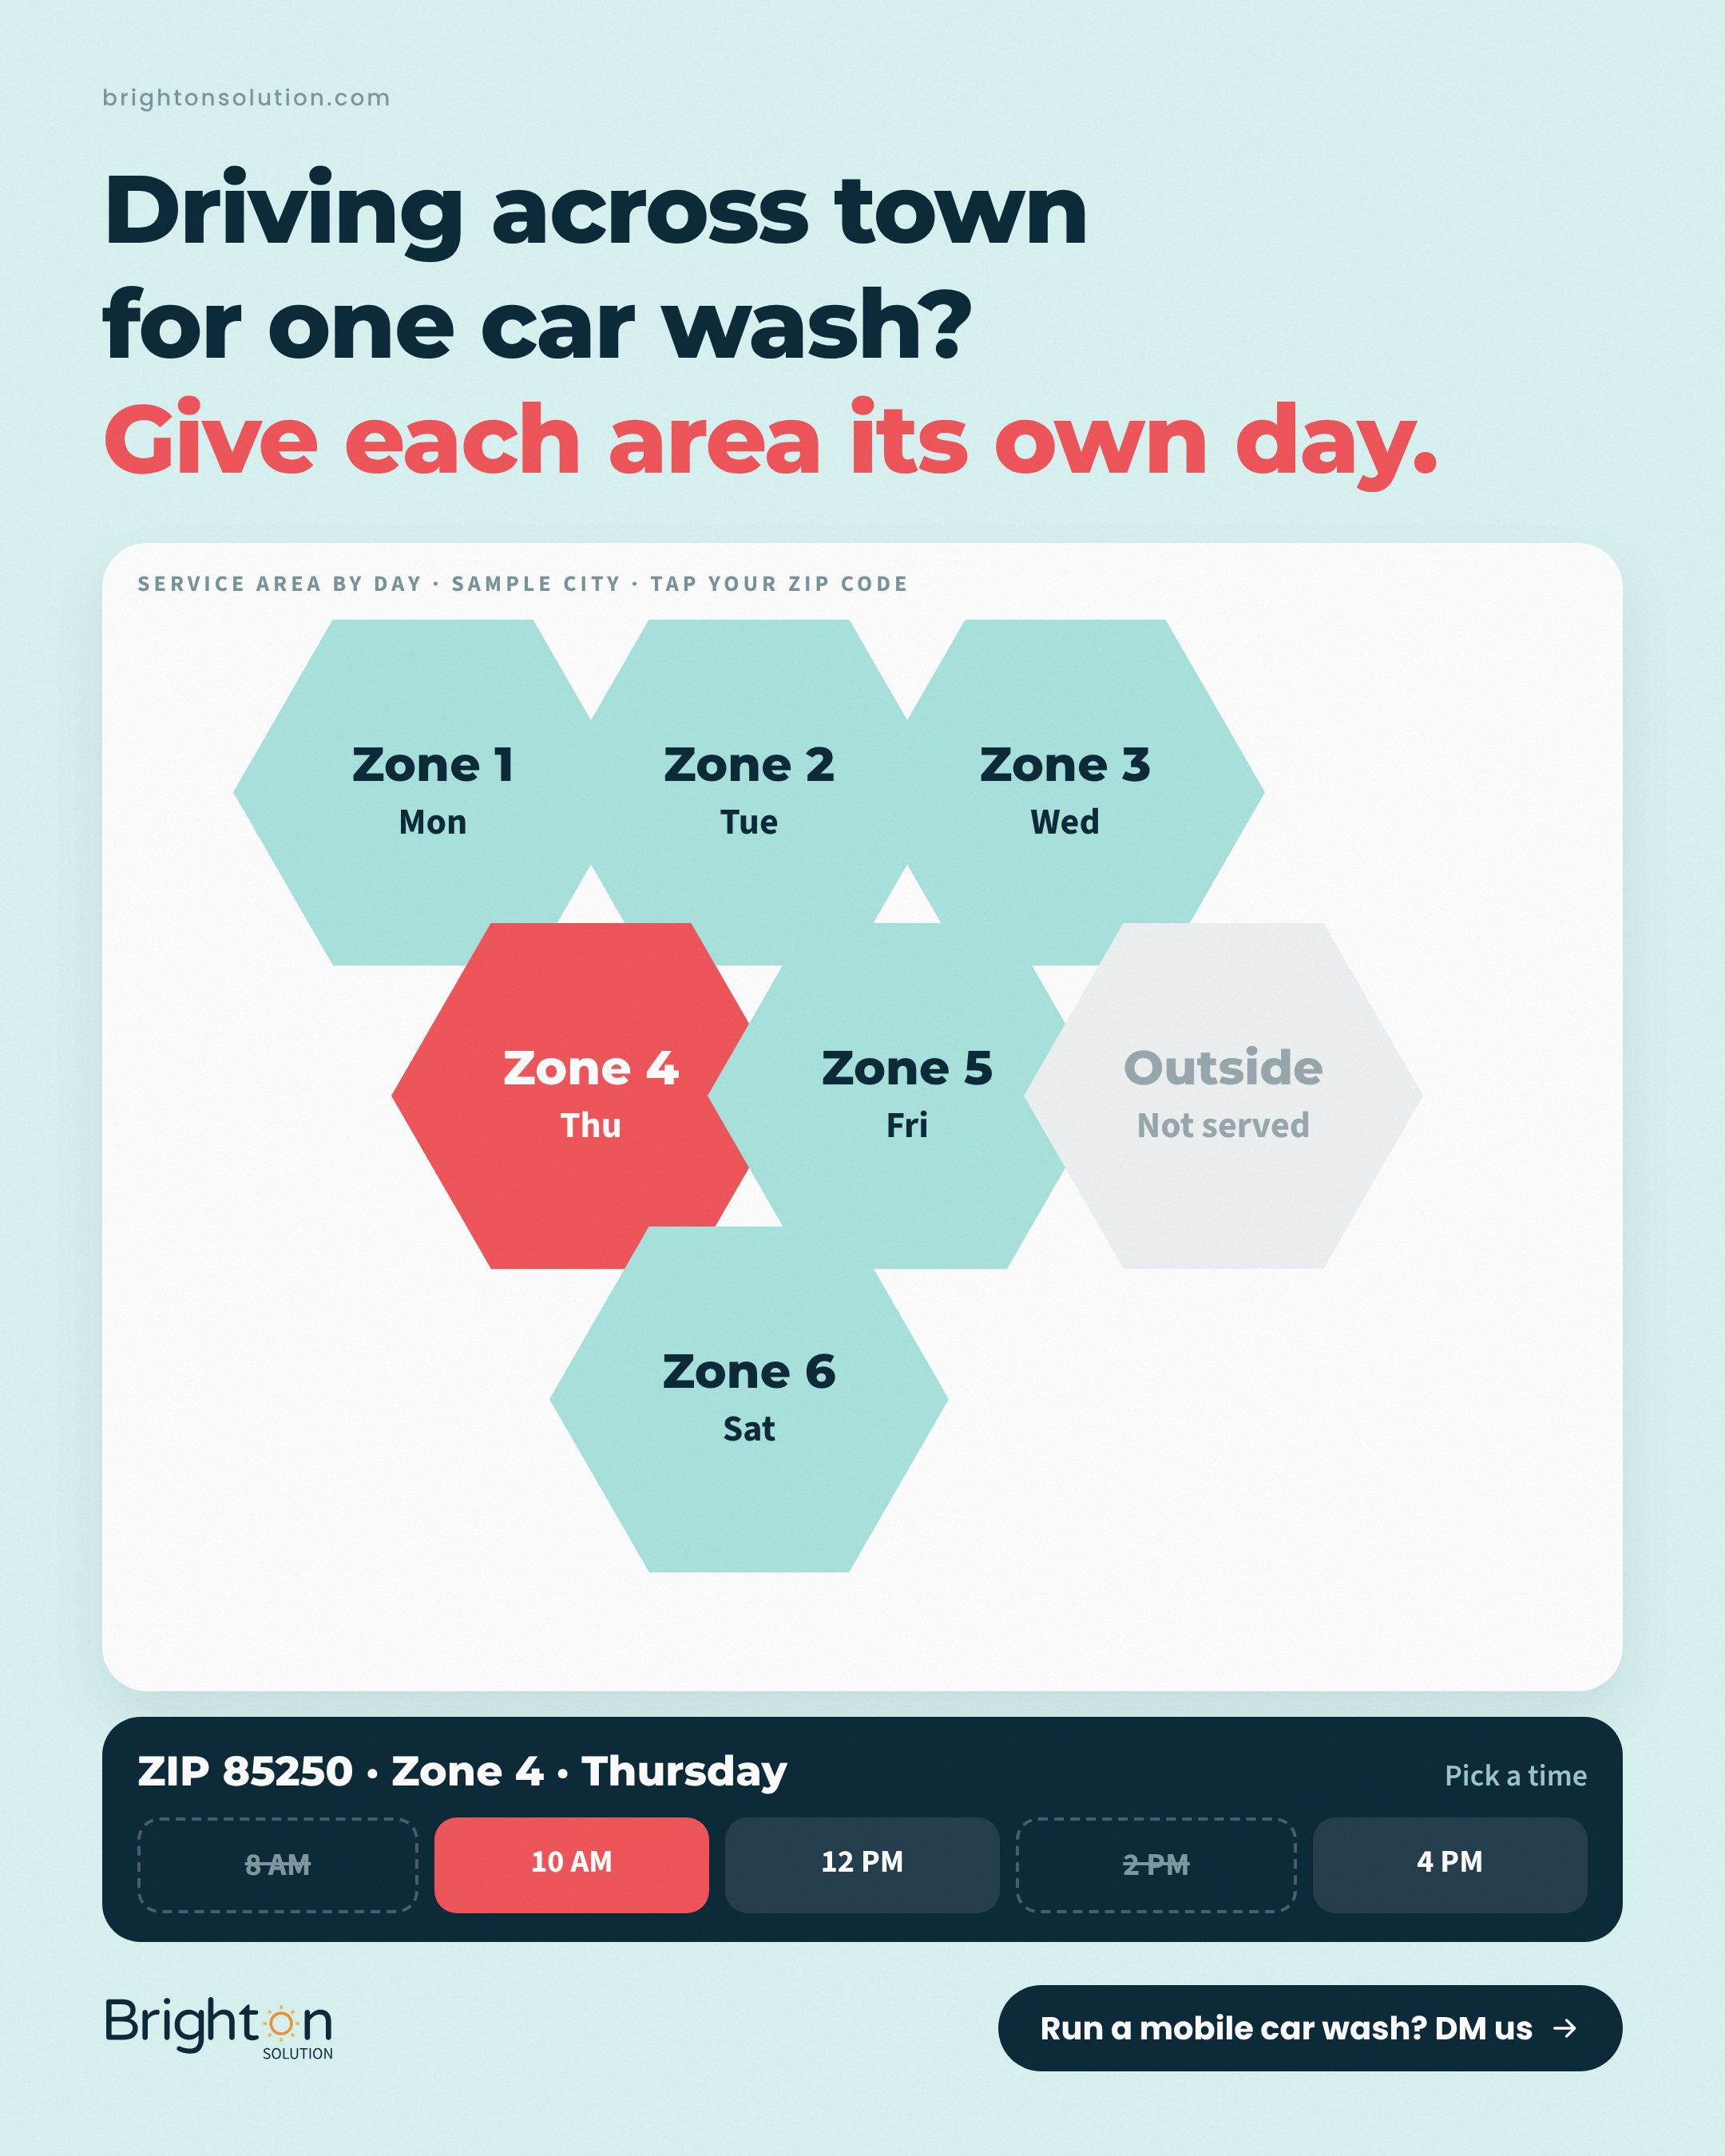 brightonsolution.com
Driving across town
for one car wash?
Give each area its own day.
SERVICE AREA BY DAY · SAMPLE CITY · TAP YOUR ZIP CODE
Zone 1
Mon
Zone 2
Tue
Zone 3
Wed
Zone 4
Thu
Zone 5
Fri
Outside
Not served
Zone 6
Sat
ZIP 85250 · Zone 4 · Thursday
Pick a time
8 AM
10 AM
12 PM
2 PM
4 PM
Brighton
SOLUTION
Run a mobile car wash? DM us →